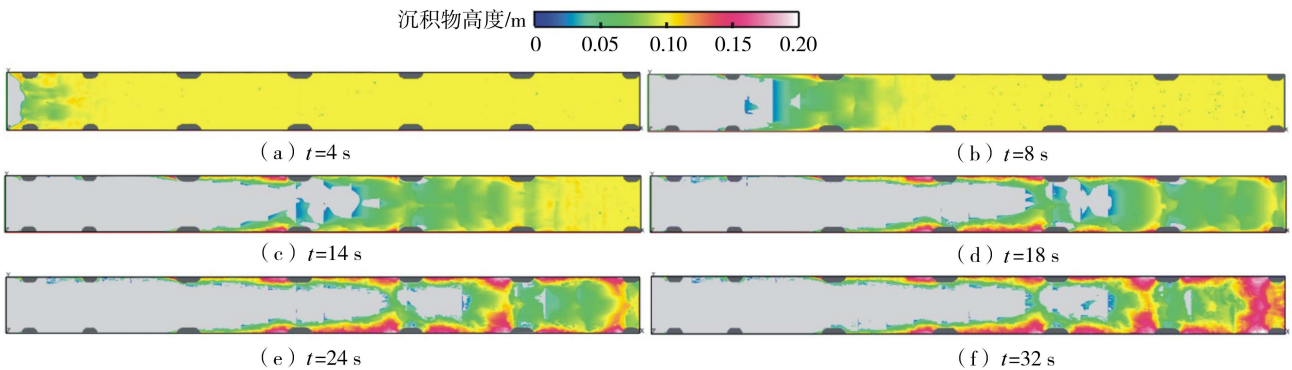 沉积物高度/m
0 0.05 0.10 0.15 0.20
(a) t=4 s
(b) t=8 s
(c) t=14 s
(d) t=18 s
(e) t=24 s
(f) t=32 s